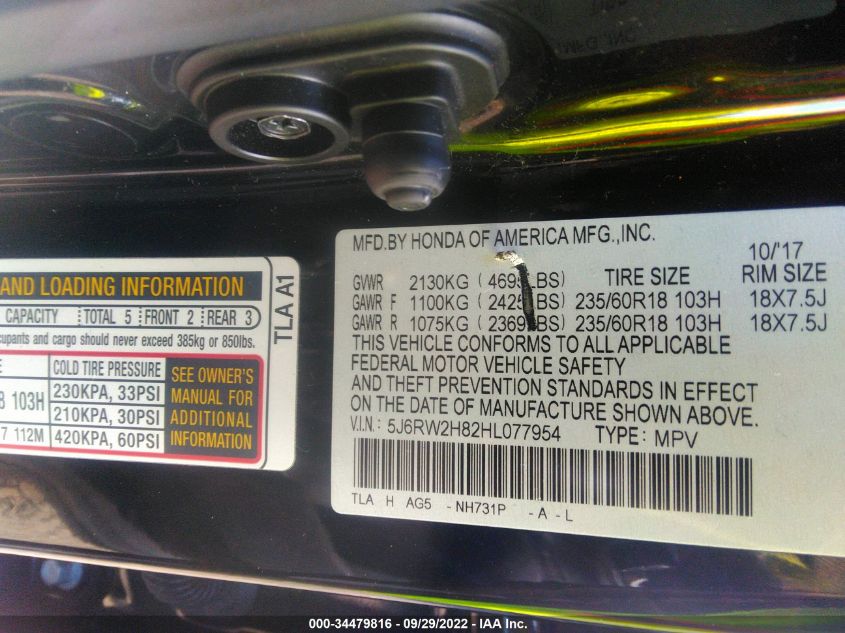 AND LOADING INFORMATION
CAPACITY TOTAL 5 FRONT 2 REAR 3
cupants and cargo should never exceed 385kg or 850lbs.
COLD TIRE PRESSURE
8 103H 230KPA, 33PSI
210KPA, 30PSI
7 112M 420KPA, 60PSI
SEE OWNER'S
MANUAL FOR
ADDITIONAL
INFORMATION
TLA A1
MFD.BY HONDA OF AMERICA MFG.,INC.
10/'17
GVWR 2130KG TIRE SIZE RIM SIZE
GAWR F 1100KG 235/60R18 103H 18X7.5J
GAWR R 1075KG 235/60R18 103H 18X7.5J
THIS VEHICLE CONFORMS TO ALL APPLICABLE
FEDERAL MOTOR VEHICLE SAFETY
AND THEFT PREVENTION STANDARDS IN EFFECT
ON THE DATE OF MANUFACTURE SHOWN ABOVE.
V.I.N.: 5J6RW2H82HL077954 TYPE: MPV
TLA H AG5 -NH731P -A-L
000-34479816 - 09/29/2022 - IAA Inc.